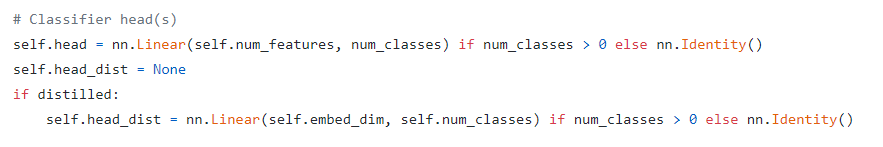 # Classifier head(s)
self.head = nn.Linear(self.num_features, num_classes) if num_classes > 0 else nn.Identity()
self.head_dist = None
if distilled:
    self.head_dist = nn.Linear(self.embed_dim, self.num_classes) if num_classes > 0 else nn.Identity()